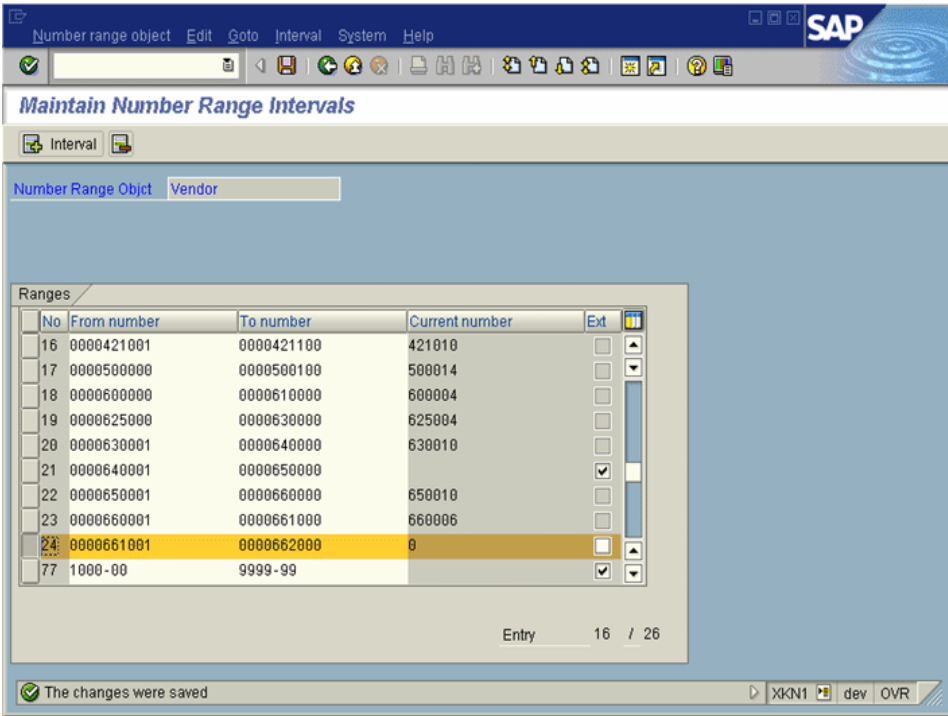 Number range object Edit Goto Interval System Help
SAP
Maintain Number Range Intervals
Interval
Number Range Objct Vendor
Ranges
No From number To number Current number Ext
16 0000421001 0000421100 421010
17 0000500000 0000500100 500014
18 0000600000 0000610000 600004
19 0000625000 0000630000 625004
20 0000630001 0000640000 630010
21 0000640001 0000650000
22 0000650001 0000660000 650010
23 0000660001 0000661000 660006
24 0000661001 0000662000 0
77 1000-00 9999-99
Entry 16 / 26
The changes were saved XKN1 dev OVR